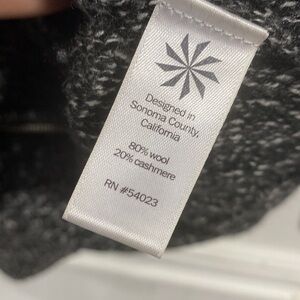 Designed in
Sonoma County,
California
80% wool
20% cashmere
RN #54023